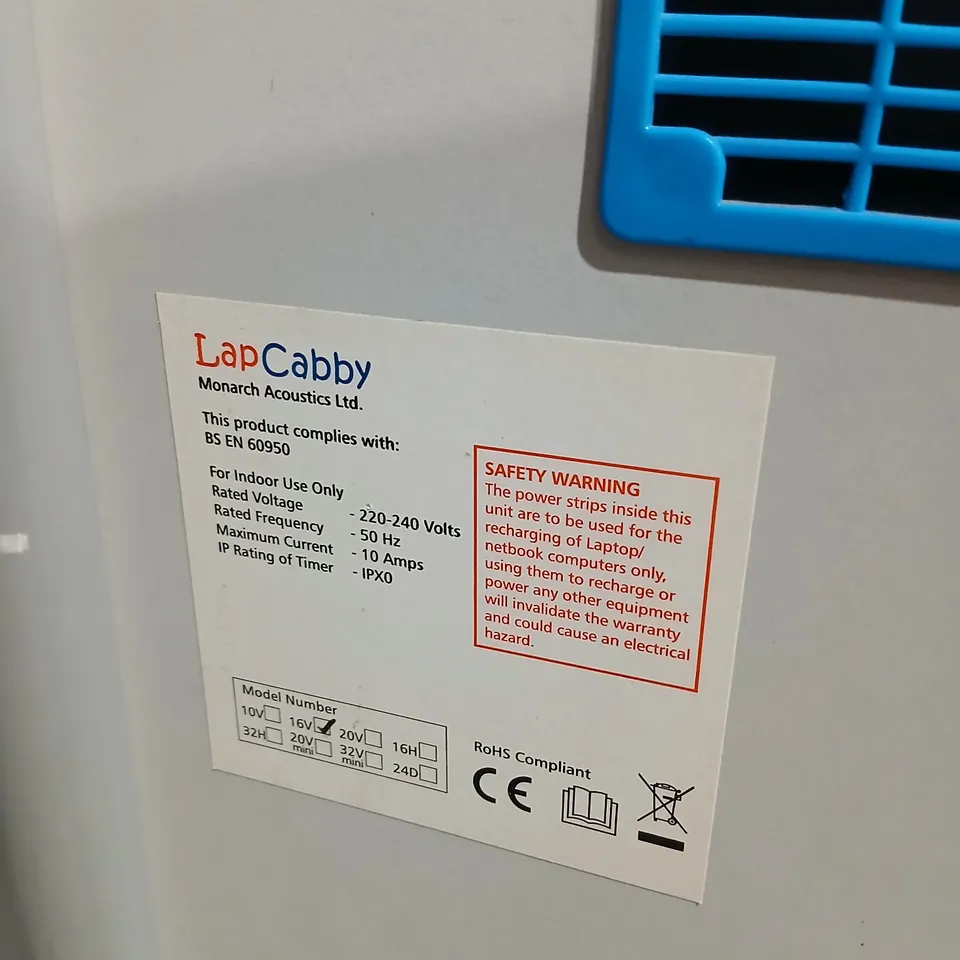 LapCabby
Monarch Acoustics Ltd.
This product complies with:
BS EN 60950
For Indoor Use Only
Rated Voltage - 220-240 Volts
Rated Frequency - 50 Hz
Maximum Current - 10 Amps
IP Rating of Timer - IPX0
SAFETY WARNING
The power strips inside this
unit are to be used for the
recharging of Laptop/
netbook computers only,
using them to recharge or
power any other equipment
will invalidate the warranty
and could cause an electrical
hazard.
Model Number
10V 16V 20V 16H
32H 20V mini 32V mini 24D
RoHS Compliant
CE